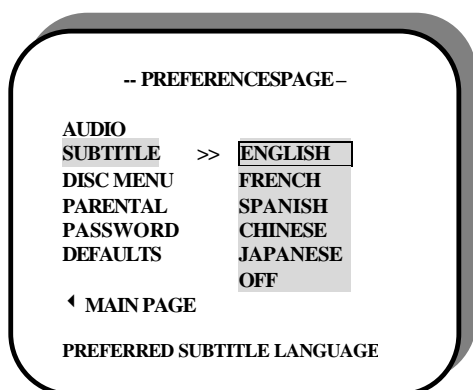 -- PREFERENCESPAGE –
AUDIO
SUBTITLE >> ENGLISH
DISC MENU FRENCH
PARENTAL SPANISH
PASSWORD CHINESE
DEFAULTS JAPANESE
OFF
MAIN PAGE
PREFERRED SUBTITLE LANGUAGE